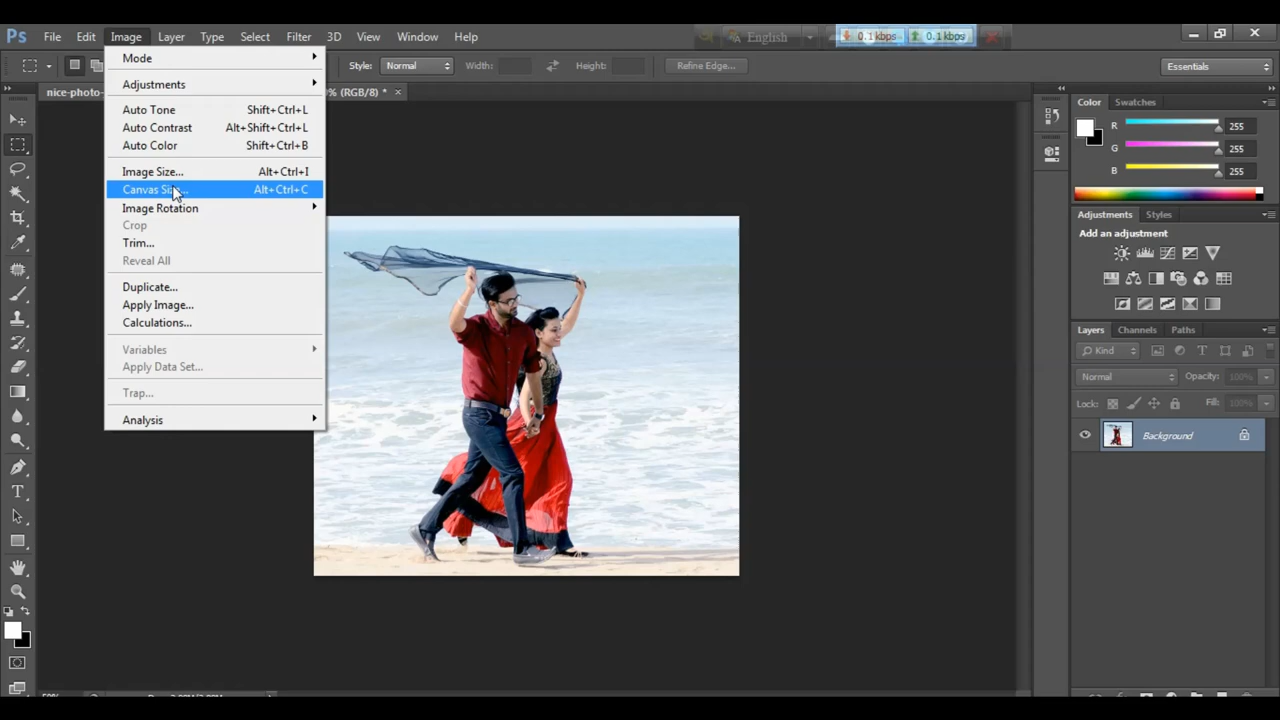 Ps File Edit Image Layer Type Select Filter 3D View Window Help English 0.1kbps 0.1kbps
Style: Normal Width: Height: Refine Edge... Essentials
nice-photo- % (RGB/8) * ×
Mode
Adjustments
Auto Tone Shift+Ctrl+L
Auto Contrast Alt+Shift+Ctrl+L
Auto Color Shift+Ctrl+B
Image Size... Alt+Ctrl+I
Canvas Size... Alt+Ctrl+C
Image Rotation
Crop
Trim...
Reveal All
Duplicate...
Apply Image...
Calculations...
Variables
Apply Data Set...
Trap...
Analysis
Color Swatches
R 255
G 255
B 255
Adjustments Styles
Add an adjustment
Layers Channels Paths
Kind
Normal Opacity: 100%
Lock: Fill: 100%
Background